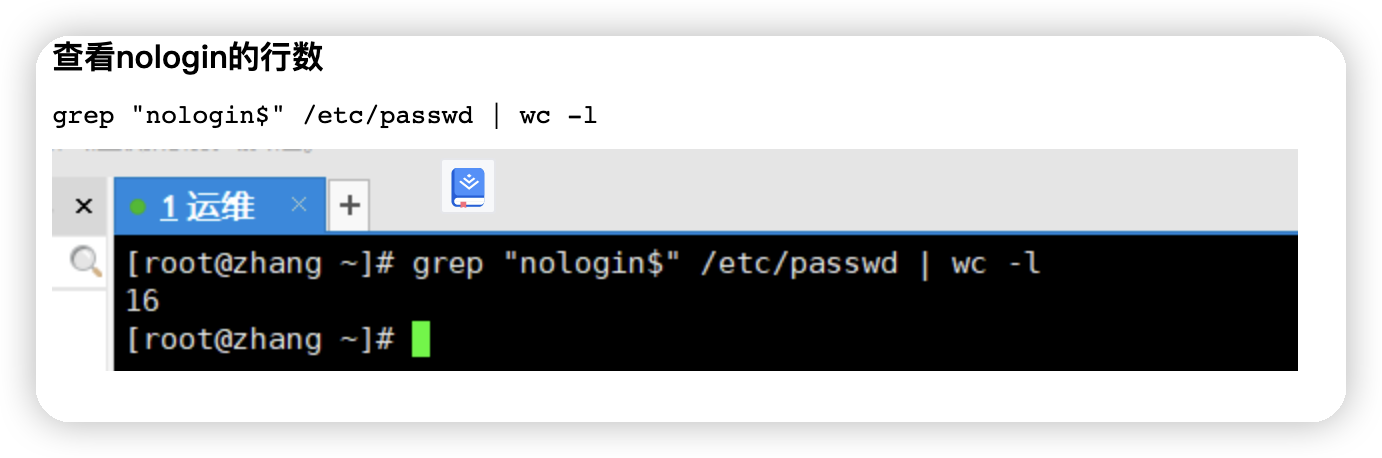 查看nologin的行数
grep "nologin$" /etc/passwd | wc -l
1 运维
[root@zhang ~]# grep "nologin$" /etc/passwd | wc -l
16
[root@zhang ~]#